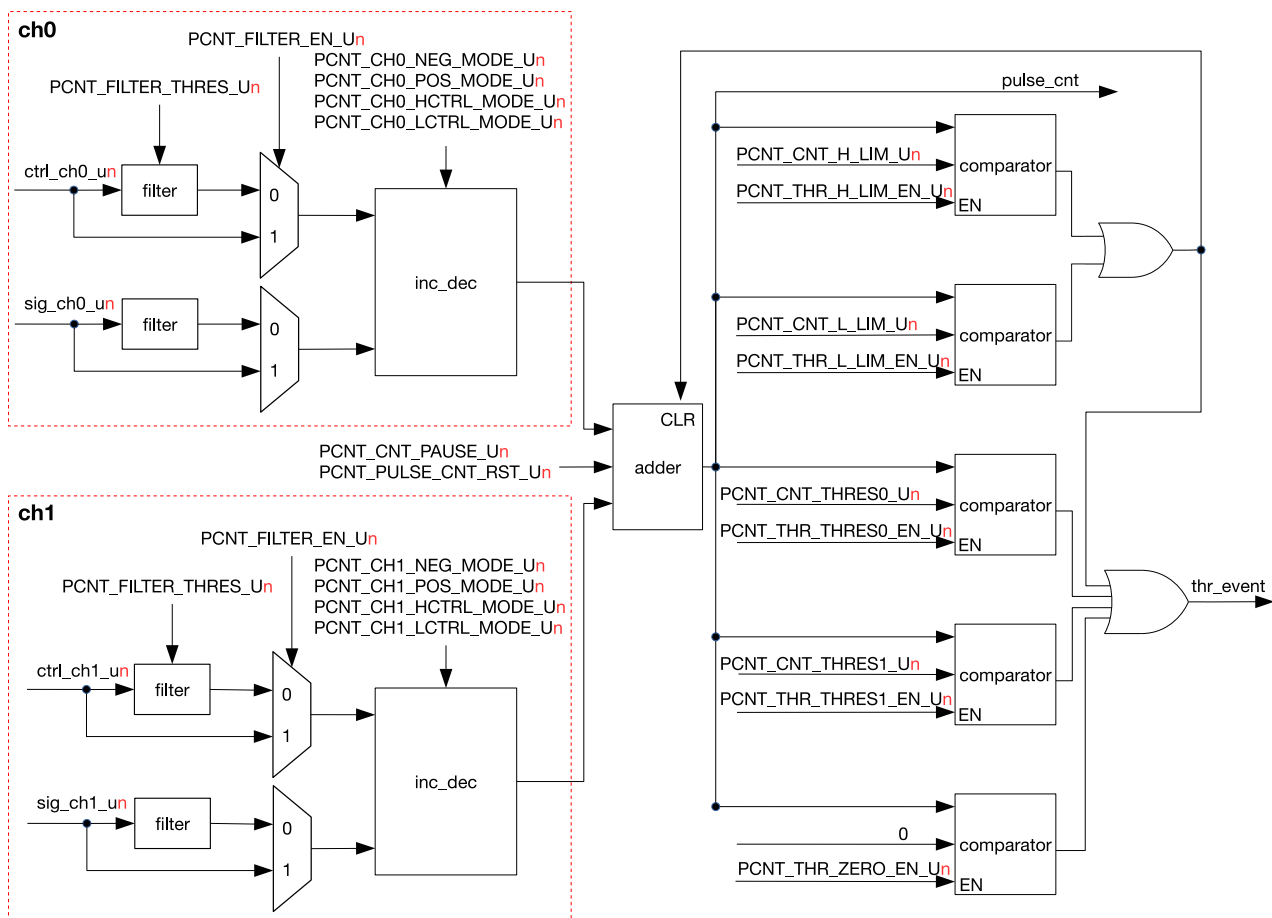 ch0
PCNT_FILTER_EN_Un
PCNT_CH0_NEG_MODE_Un
PCNT_CH0_POS_MODE_Un
PCNT_CH0_HCTRL_MODE_Un
PCNT_CH0_LCTRL_MODE_Un
PCNT_FILTER_THRES_Un
ctrl_ch0_un
filter
0
1
inc_dec
sig_ch0_un
filter
0
1
PCNT_CNT_PAUSE_Un
PCNT_PULSE_CNT_RST_Un
CLR
adder
ch1
PCNT_FILTER_EN_Un
PCNT_CH1_NEG_MODE_Un
PCNT_CH1_POS_MODE_Un
PCNT_CH1_HCTRL_MODE_Un
PCNT_CH1_LCTRL_MODE_Un
PCNT_FILTER_THRES_Un
ctrl_ch1_un
filter
0
1
inc_dec
sig_ch1_un
filter
0
1
pulse_cnt
PCNT_CNT_H_LIM_Un
comparator
PCNT_THR_H_LIM_EN_Un
EN
PCNT_CNT_L_LIM_Un
comparator
PCNT_THR_L_LIM_EN_Un
EN
PCNT_CNT_THRES0_Un
comparator
PCNT_THR_THRES0_EN_Un
EN
thr_event
PCNT_CNT_THRES1_Un
comparator
PCNT_THR_THRES1_EN_Un
EN
0
comparator
PCNT_THR_ZERO_EN_Un
EN